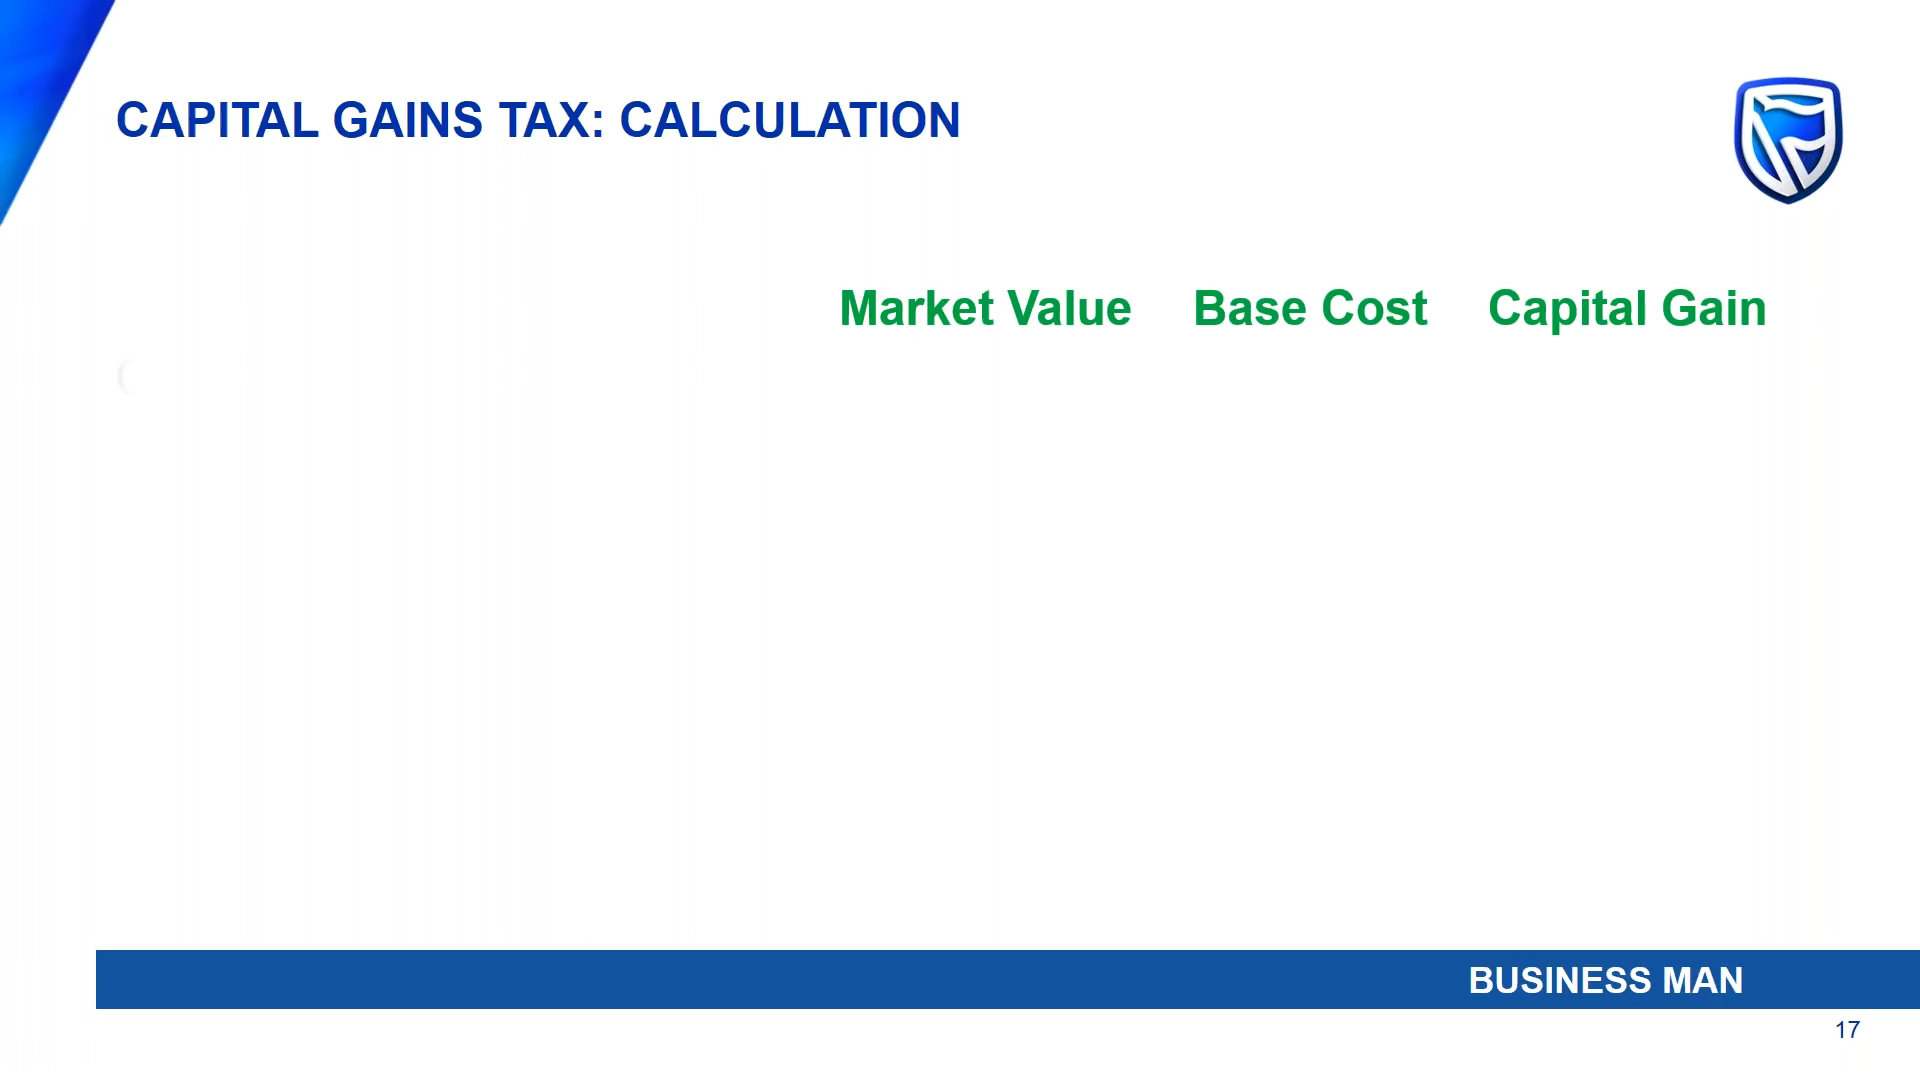 CAPITAL GAINS TAX: CALCULATION
Market Value Base Cost Capital Gain
BUSINESS MAN
17